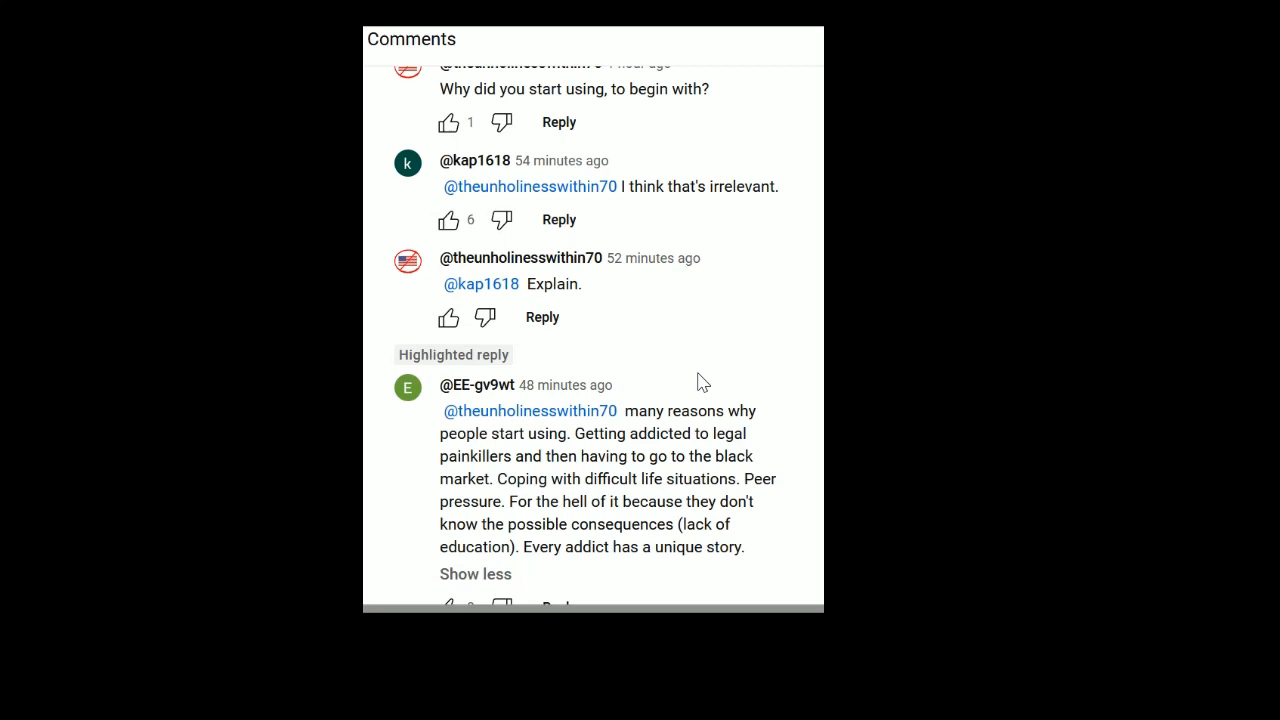 Comments
Why did you start using, to begin with?
1 Reply
@kap1618 54 minutes ago
@theunholinesswithin70 I think that's irrelevant.
6 Reply
@theunholinesswithin70 52 minutes ago
@kap1618 Explain.
Reply
Highlighted reply
@EE-gv9wt 48 minutes ago
@theunholinesswithin70 many reasons why
people start using. Getting addicted to legal
painkillers and then having to go to the black
market. Coping with difficult life situations. Peer
pressure. For the hell of it because they don't
know the possible consequences (lack of
education). Every addict has a unique story.
Show less